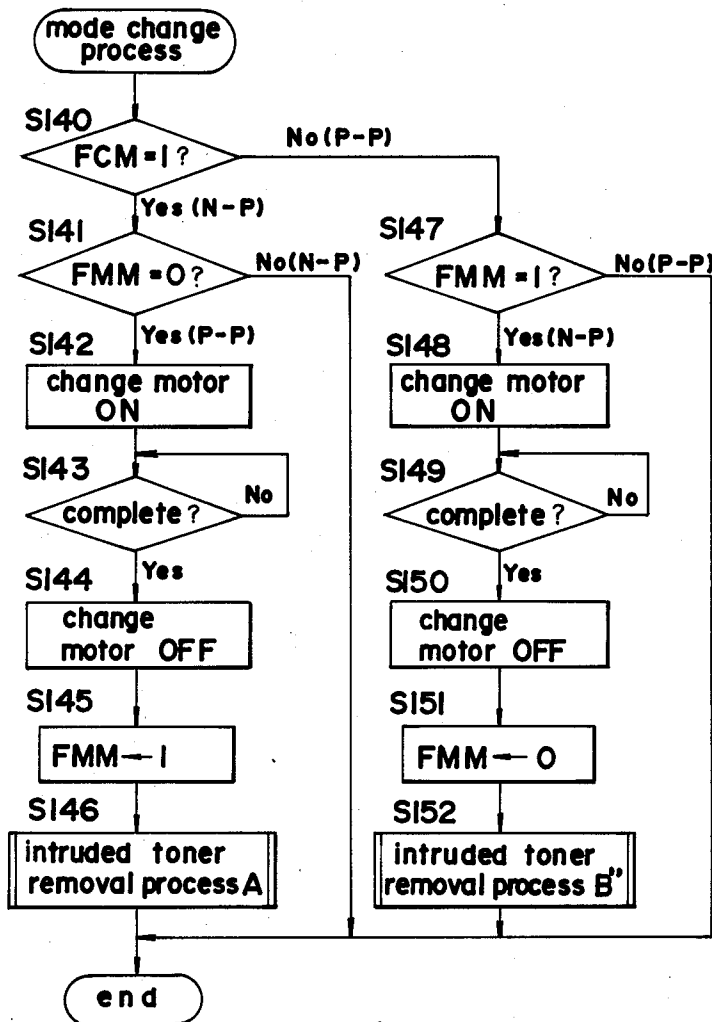 mode change
process
S140
FCM=1?
No(P-P)
Yes(N-P)
S141
FMM=0?
No(N-P)
Yes(P-P)
S142
change motor
ON
S143
complete?
No
Yes
S144
change
motor OFF
S145
FMM←1
S146
intruded toner
removal process A
S147
FMM=1?
No(P-P)
Yes(N-P)
S148
change motor
ON
S149
complete?
No
Yes
S150
change
motor OFF
S151
FMM←0
S152
intruded toner
removal process B"
end